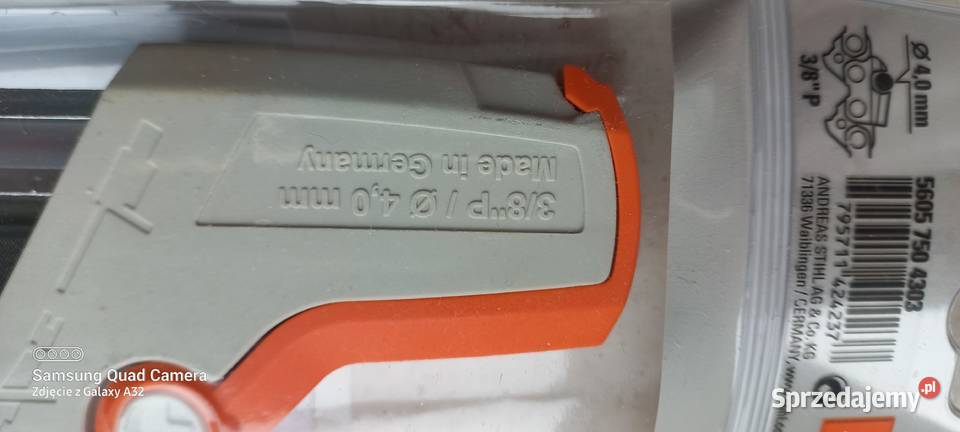 3/8"P / Ø 4,0 mm
Made in Germany
Ø 4,0 mm
3/8" P
5605 750 4303
795711 424237
ANDREAS STIHL AG & Co. KG
71336 Waiblingen / GERMANY, www
Samsung Quad Camera
Zdjęcie z Galaxy A32
Sprzedajemy.pl